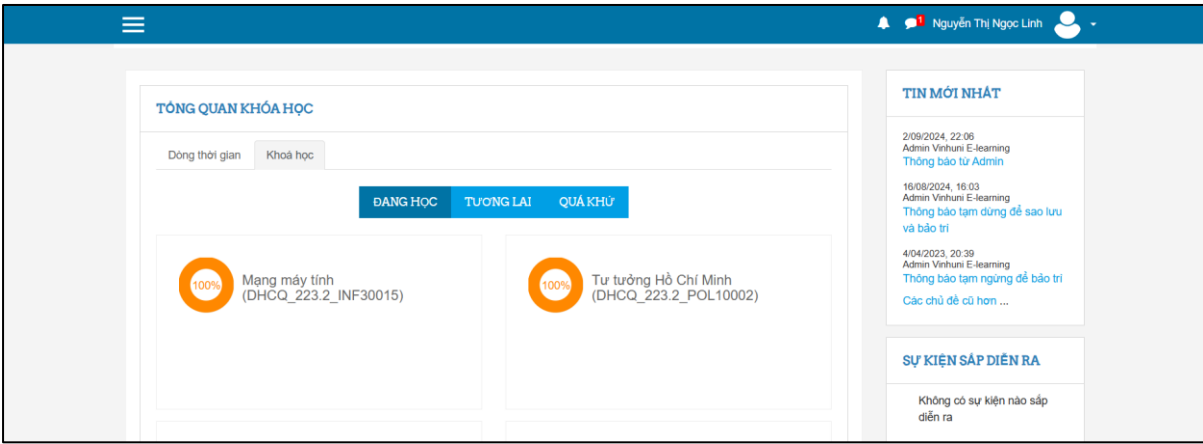 1 Nguyễn Thị Ngọc Linh
TỔNG QUAN KHÓA HỌC
Dòng thời gian Khoá học
ĐANG HỌC TƯƠNG LAI QUÁ KHỨ
100% Mạng máy tính
(DHCQ_223.2_INF30015)
100% Tư tưởng Hồ Chí Minh
(DHCQ_223.2_POL10002)
TIN MỚI NHẤT
2/09/2024, 22:06
Admin Vinhuni E-learning
Thông báo từ Admin
16/08/2024, 16:03
Admin Vinhuni E-learning
Thông báo tạm dừng để sao lưu
và bảo trì
4/04/2023, 20:39
Admin Vinhuni E-learning
Thông báo tạm ngừng để bảo trì
Các chủ đề cũ hơn ...
SỰ KIỆN SẮP DIỄN RA
Không có sự kiện nào sắp
diễn ra